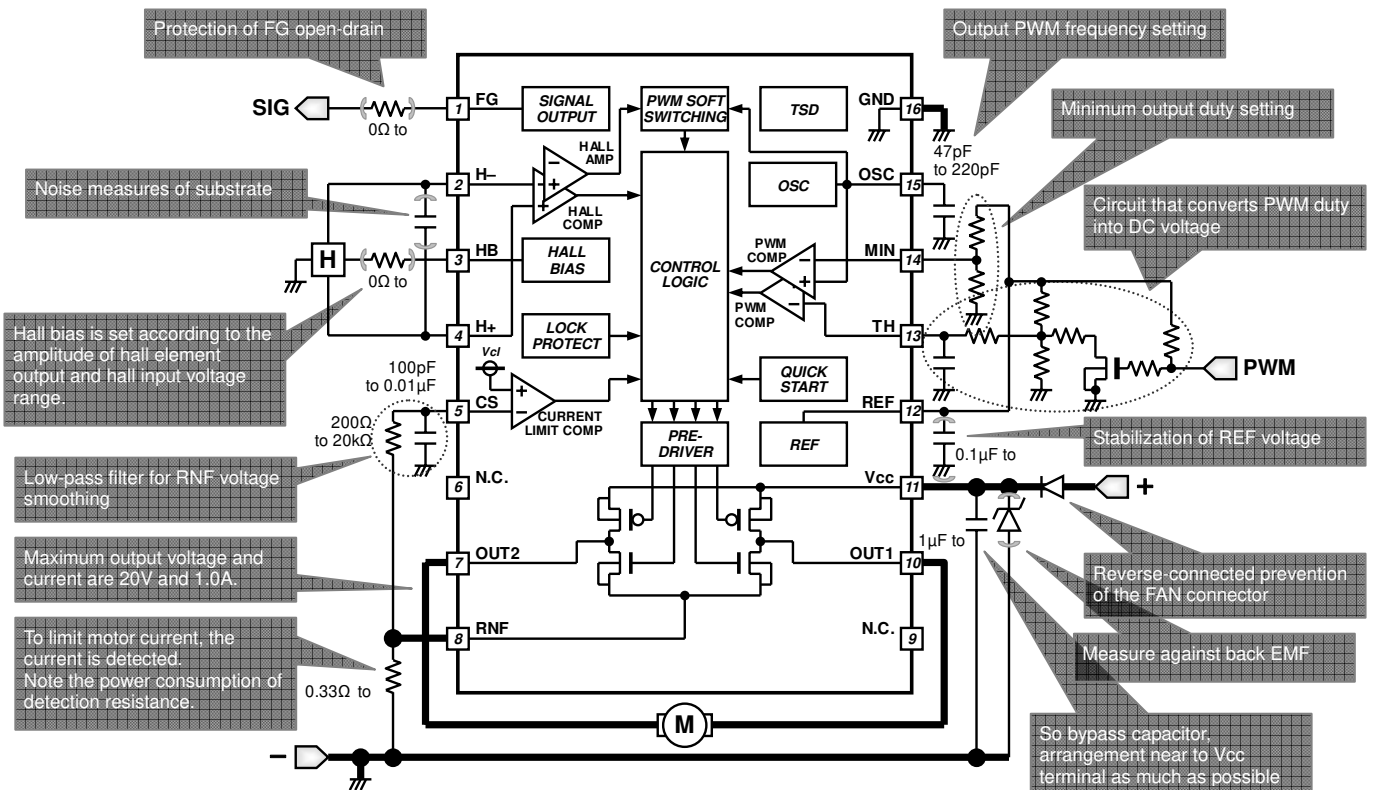 Protection of FG open-drain
Output PWM frequency setting
Minimum output duty setting
SIG
0Ω to
1
FG
SIGNAL
OUTPUT
PWM SOFT
SWITCHING
TSD
GND
16
47pF
to 220pF
Noise measures of substrate
HALL
AMP
2
H–
OSC
OSC
15
Circuit that converts PWM duty
into DC voltage
HALL
COMP
H
0Ω to
3
HB
HALL
BIAS
CONTROL
LOGIC
PWM
COMP
MIN
14
PWM
COMP
Hall bias is set according to the
amplitude of hall element
output and hall input voltage
range.
4
H+
LOCK
PROTECT
TH
13
PWM
100pF
to 0.01µF
Vcl
QUICK
START
5
CS
CURRENT
LIMIT COMP
REF
12
200Ω
to 20kΩ
PRE-
DRIVER
REF
0.1µF to
Stabilization of REF voltage
Low-pass filter for RNF voltage
smoothing
6
N.C.
Vcc
11
+
1µF to
Maximum output voltage and
current are 20V and 1.0A.
7
OUT2
OUT1
10
Reverse-connected prevention
of the FAN connector
To limit motor current, the
current is detected.
Note the power consumption of
detection resistance.
8
RNF
N.C.
9
0.33Ω to
Measure against back EMF
M
So bypass capacitor,
arrangement near to Vcc
terminal as much as possible
–